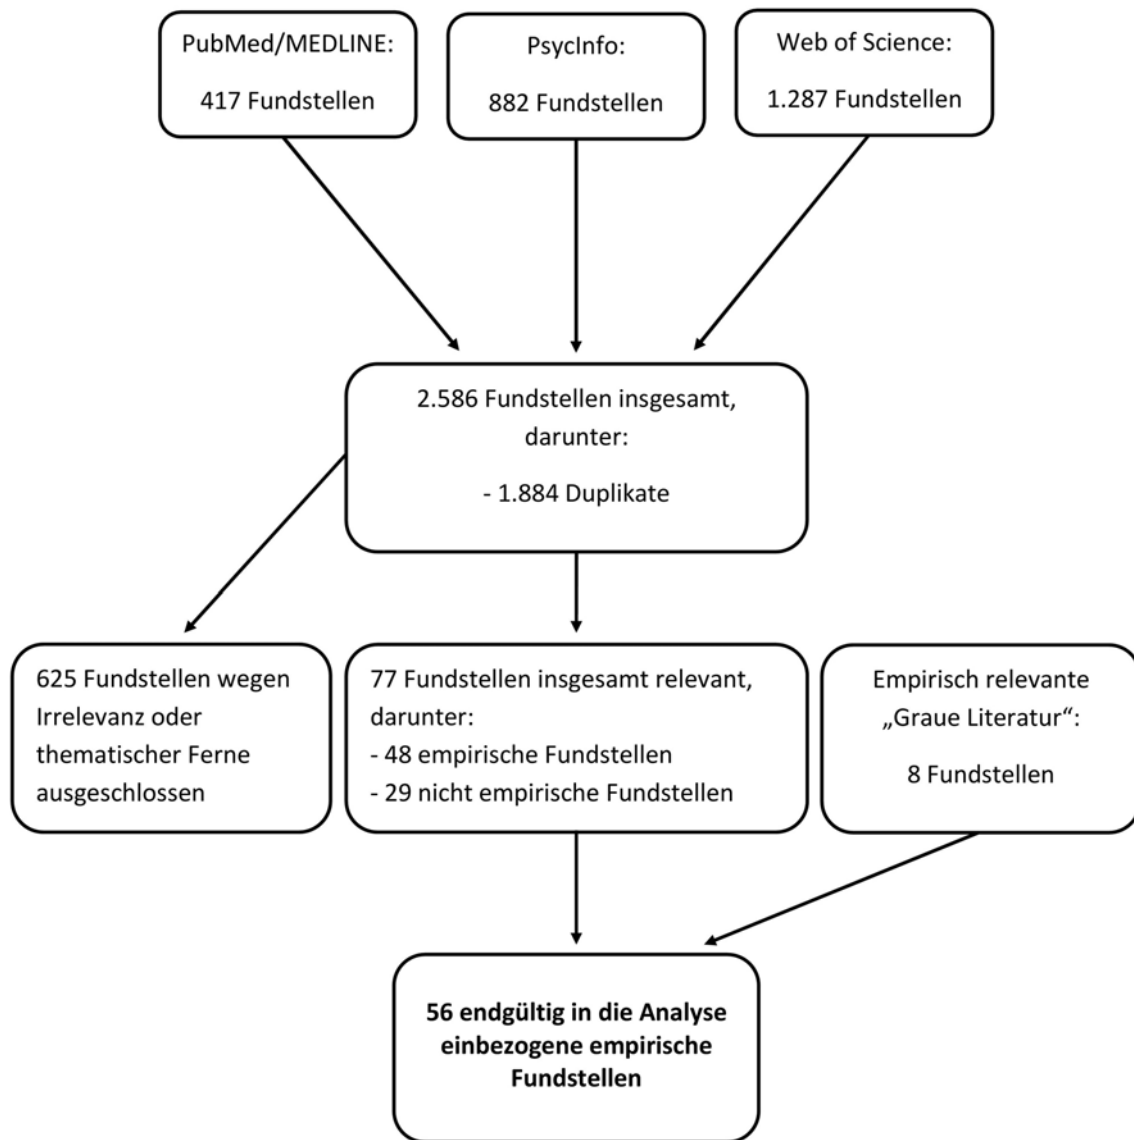 PubMed/MEDLINE:
417 Fundstellen
PsycInfo:
882 Fundstellen
Web of Science:
1.287 Fundstellen
2.586 Fundstellen insgesamt,
darunter:
- 1.884 Duplikate
625 Fundstellen wegen
Irrelevanz oder
thematischer Ferne
ausgeschlossen
77 Fundstellen insgesamt relevant,
darunter:
- 48 empirische Fundstellen
- 29 nicht empirische Fundstellen
Empirisch relevante
„Graue Literatur“:
8 Fundstellen
56 endgültig in die Analyse
einbezogene empirische
Fundstellen